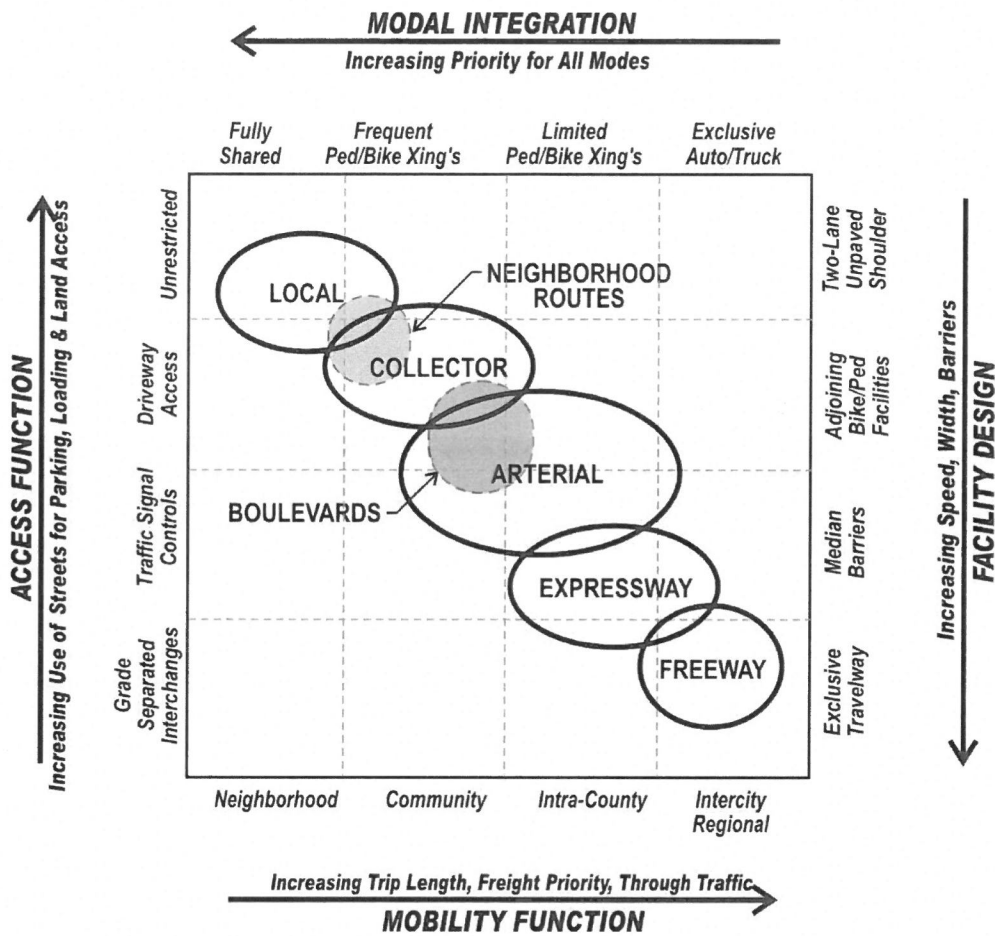 MODAL INTEGRATION
Increasing Priority for All Modes
Fully
Shared
Frequent
Ped/Bike Xing's
Limited
Ped/Bike Xing's
Exclusive
Auto/Truck
ACCESS FUNCTION
Increasing Use of Streets for Parking, Loading & Land Access
Unrestricted
Driveway
Access
Traffic Signal
Controls
Grade
Separated
Interchanges
LOCAL
NEIGHBORHOOD
ROUTES
COLLECTOR
ARTERIAL
BOULEVARDS
EXPRESSWAY
FREEWAY
Two-Lane
Unpaved
Shoulder
Adjoining
Bike/Ped
Facilities
Median
Barriers
Exclusive
Travelway
Increasing Speed, Width, Barriers
FACILITY DESIGN
Neighborhood
Community
Intra-County
Intercity
Regional
Increasing Trip Length, Freight Priority, Through Traffic
MOBILITY FUNCTION